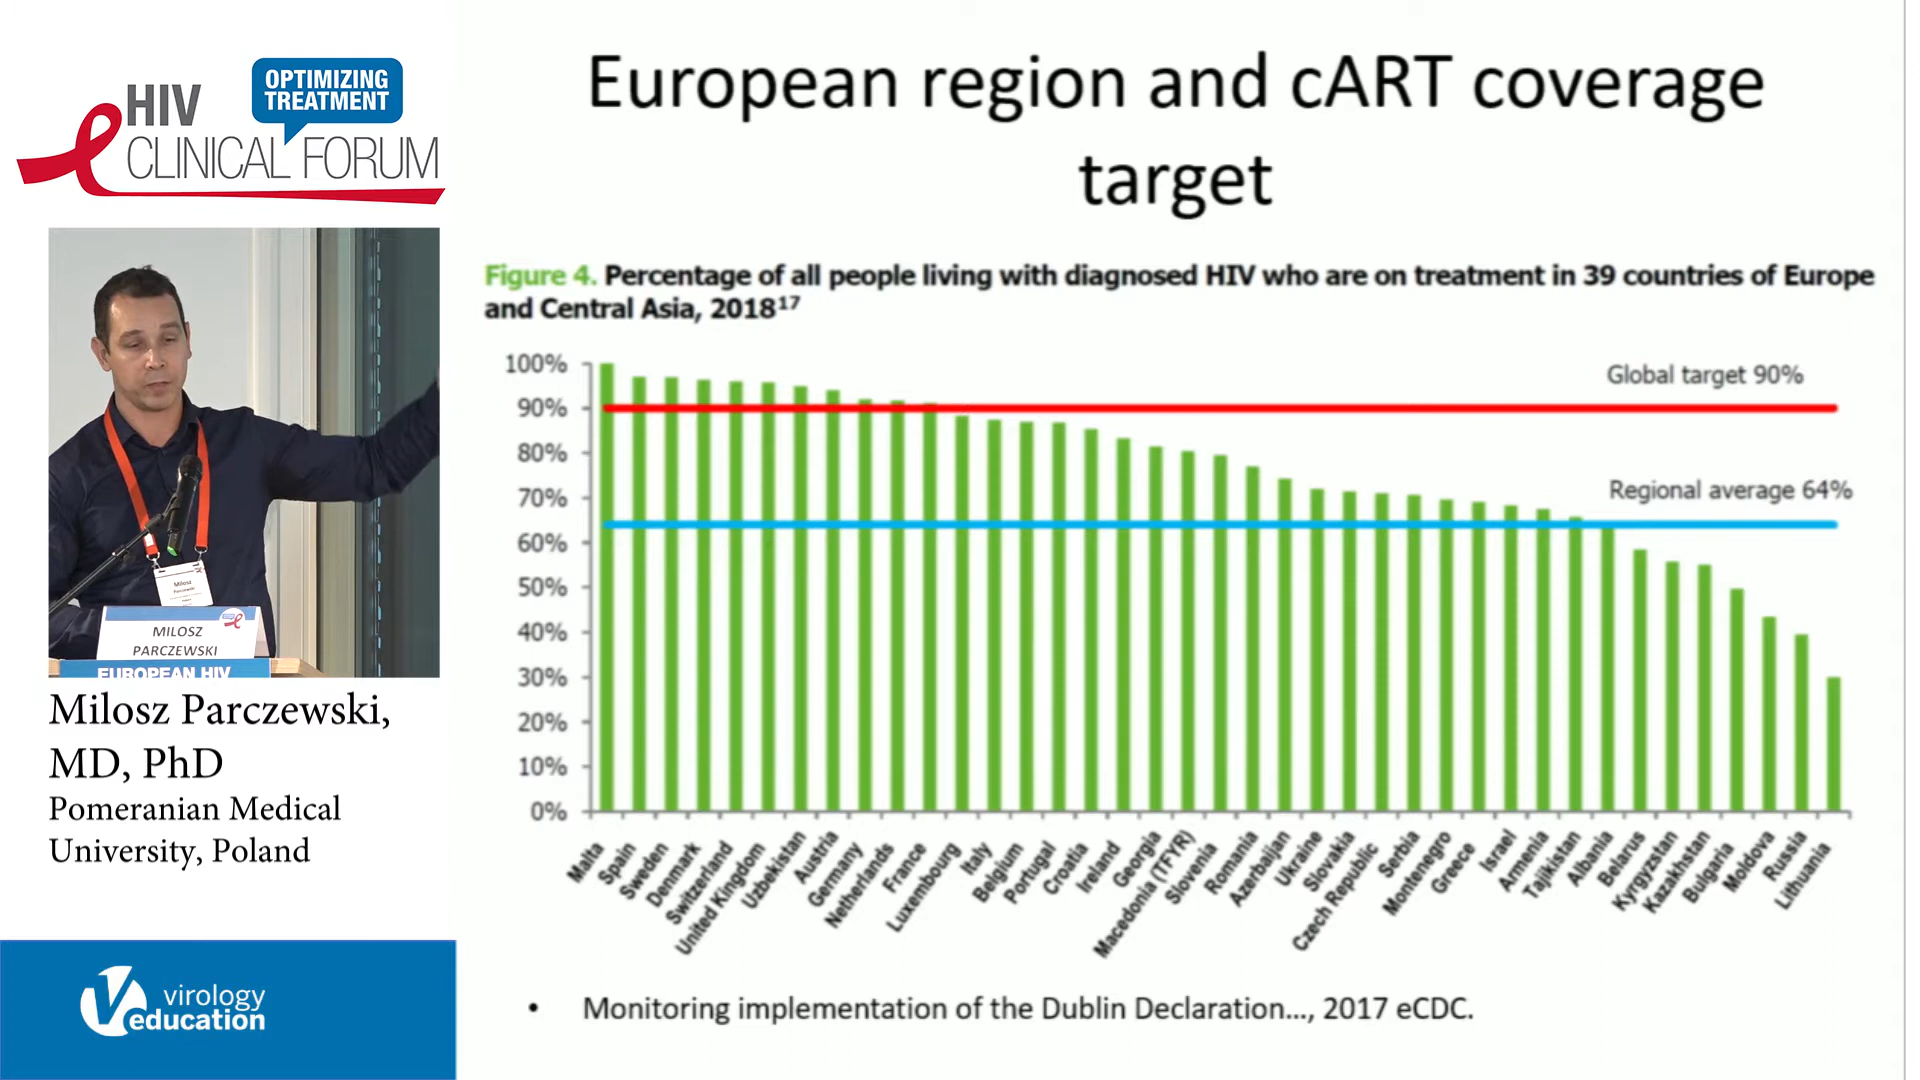 HIV
OPTIMIZING
TREATMENT
CLINICAL FORUM
MILOSZ
PARCZEWSKI
EUROPEAN HIV
Milosz Parczewski,
MD, PhD
Pomeranian Medical
University, Poland
virology
education
European region and cART coverage
target
Figure 4. Percentage of all people living with diagnosed HIV who are on treatment in 39 countries of Europe
and Central Asia, 2018¹⁷
100%
90%
80%
70%
60%
50%
40%
30%
20%
10%
0%
Global target 90%
Regional average 64%
Malta
Spain
Sweden
Denmark
Switzerland
United Kingdom
Uzbekistan
Austria
Germany
Netherlands
France
Luxembourg
Italy
Belgium
Portugal
Croatia
Ireland
Georgia
Macedonia (TFYR)
Slovenia
Romania
Azerbaijan
Ukraine
Slovakia
Czech Republic
Serbia
Montenegro
Greece
Israel
Armenia
Tajikistan
Albania
Belarus
Kyrgyzstan
Kazakhstan
Bulgaria
Moldova
Russia
Lithuania
• Monitoring implementation of the Dublin Declaration..., 2017 eCDC.